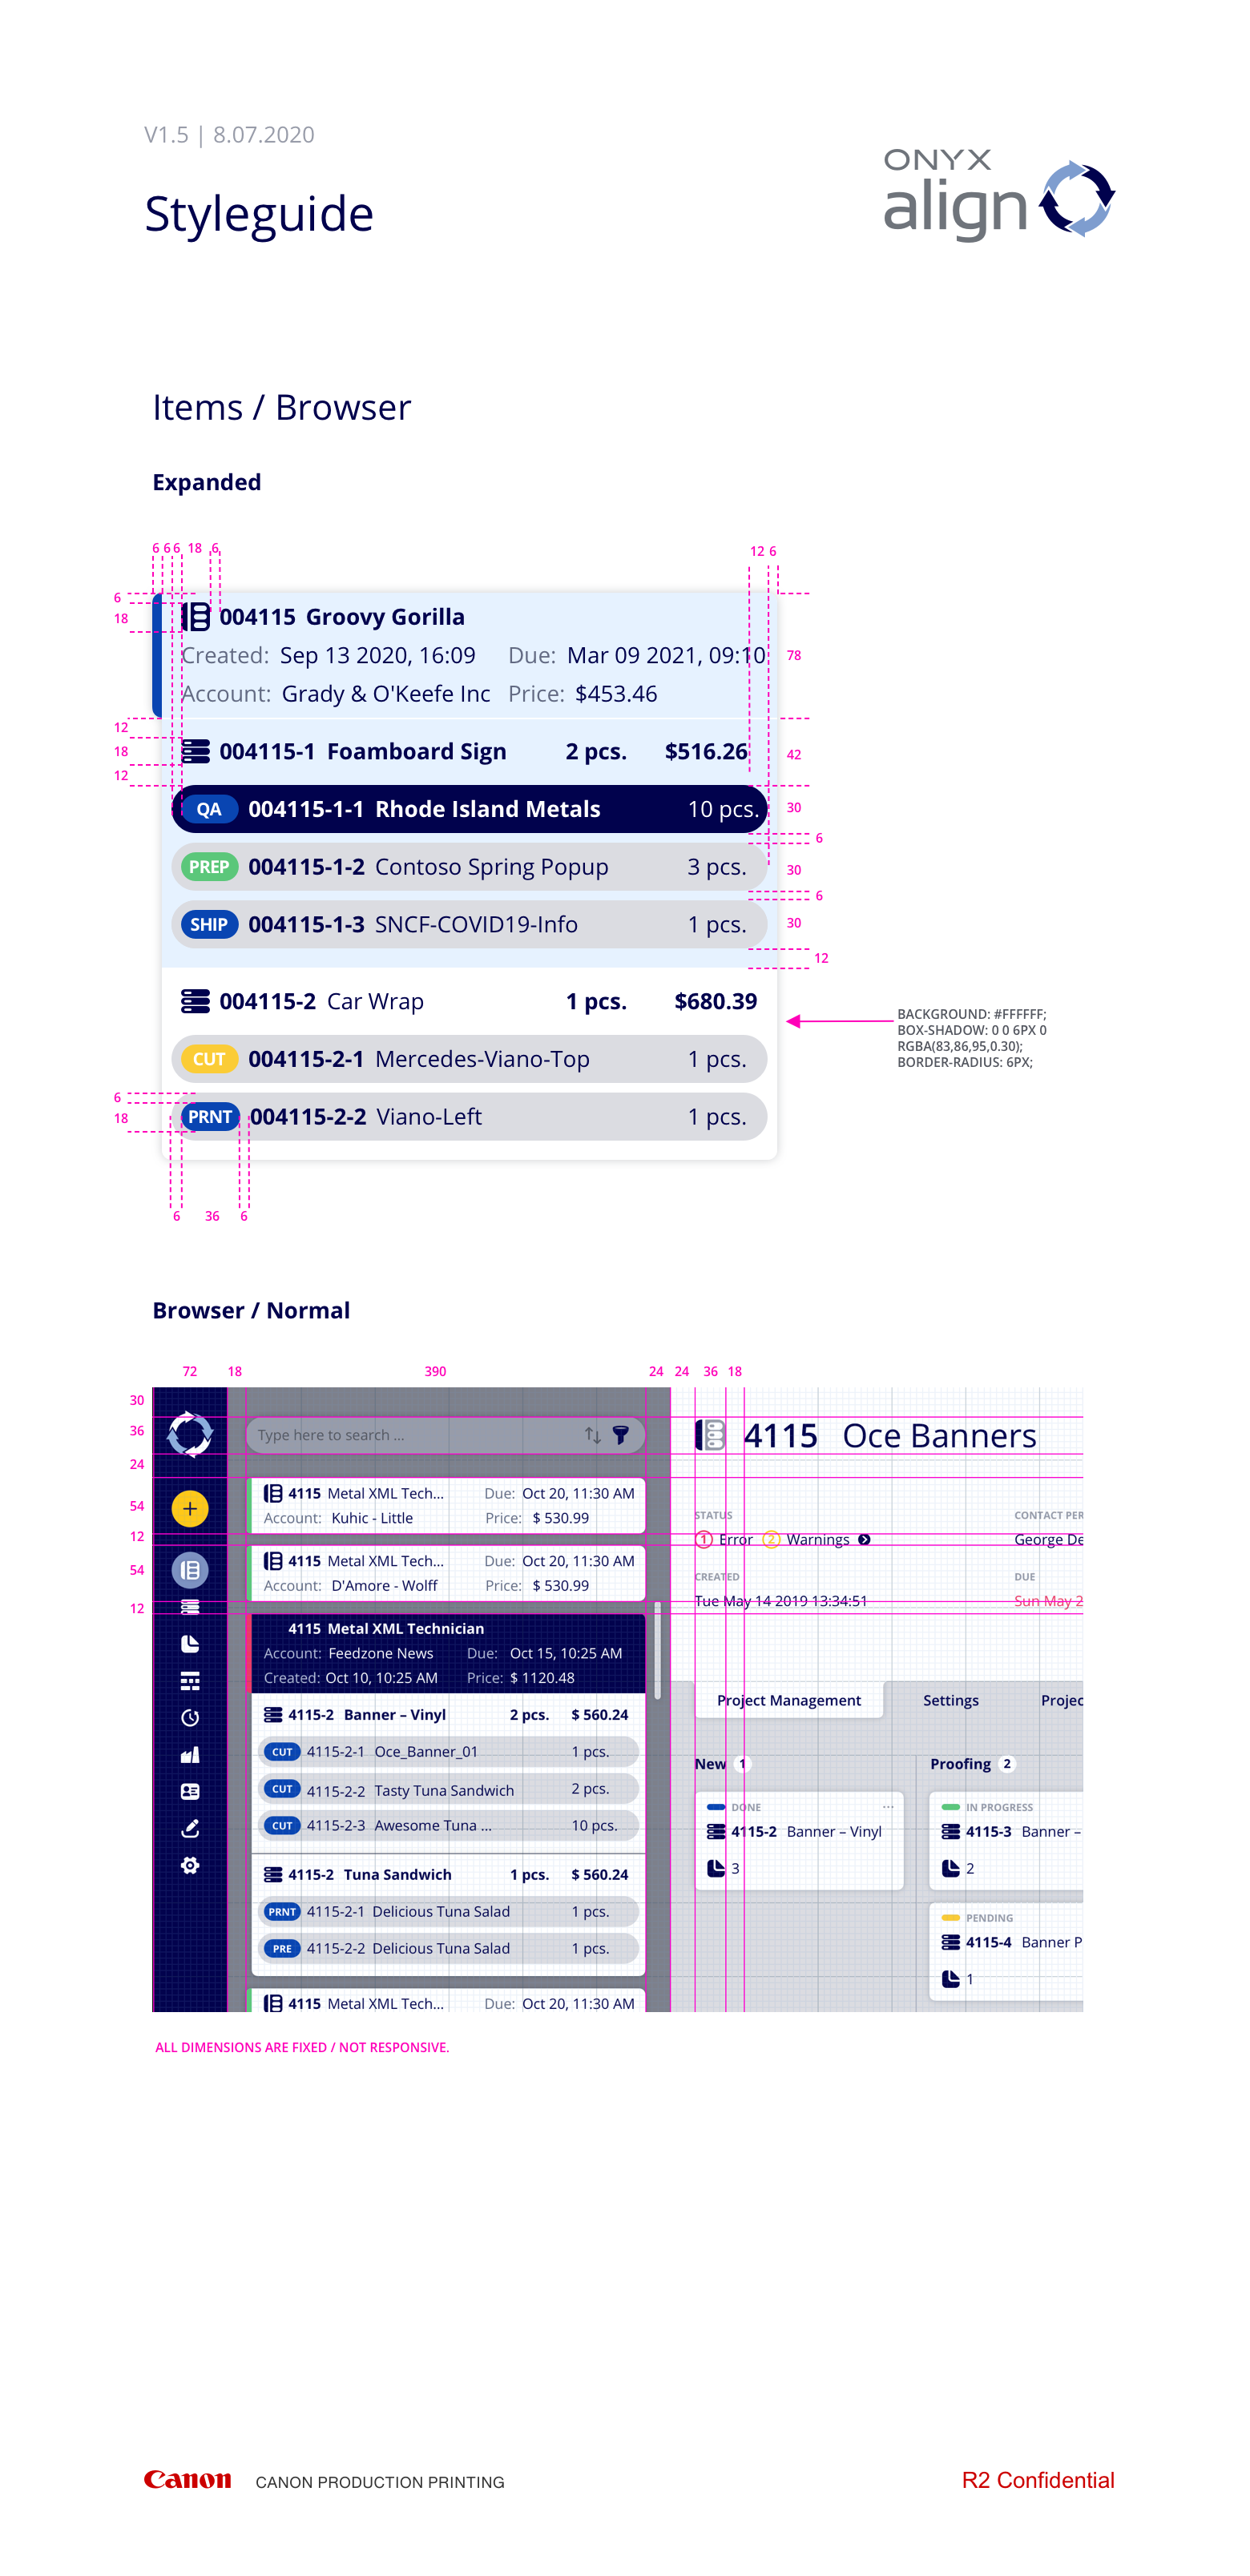 V1.5 | 8.07.2020
Styleguide
ONYX
align
Items / Browser
Expanded
6 6 6 18 6
12 6
6
18
004115 Groovy Gorilla
Created: Sep 13 2020, 16:09 Due: Mar 09 2021, 09:10
78
Account: Grady & O'Keefe Inc Price: $453.46
12
18
12
004115-1 Foamboard Sign 2 pcs. $516.26
42
QA 004115-1-1 Rhode Island Metals 10 pcs.
30
6
PREP 004115-1-2 Contoso Spring Popup 3 pcs.
30
6
SHIP 004115-1-3 SNCF-COVID19-Info 1 pcs.
30
12
004115-2 Car Wrap 1 pcs. $680.39
BACKGROUND: #FFFFFF;
BOX-SHADOW: 0 0 6PX 0
RGBA(83,86,95,0.30);
BORDER-RADIUS: 6PX;
CUT 004115-2-1 Mercedes-Viano-Top 1 pcs.
6
18
PRNT 004115-2-2 Viano-Left 1 pcs.
6 36 6
Browser / Normal
72 18 390 24 24 36 18
30
36
24
54
12
54
12
Type here to search ...
4115 Metal XML Tech... Due: Oct 20, 11:30 AM
Account: Kuhic - Little Price: $ 530.99
4115 Metal XML Tech... Due: Oct 20, 11:30 AM
Account: D'Amore - Wolff Price: $ 530.99
4115 Metal XML Technician
Account: Feedzone News Due: Oct 15, 10:25 AM
Created: Oct 10, 10:25 AM Price: $ 1120.48
4115-2 Banner – Vinyl 2 pcs. $ 560.24
CUT 4115-2-1 Oce_Banner_01 1 pcs.
CUT 4115-2-2 Tasty Tuna Sandwich 2 pcs.
CUT 4115-2-3 Awesome Tuna ... 10 pcs.
4115-2 Tuna Sandwich 1 pcs. $ 560.24
PRNT 4115-2-1 Delicious Tuna Salad 1 pcs.
PRE 4115-2-2 Delicious Tuna Salad 1 pcs.
4115 Metal XML Tech... Due: Oct 20, 11:30 AM
4115 Oce Banners
STATUS CONTACT PER
1 Error 2 Warnings George De
CREATED DUE
Tue May 14 2019 13:34:51 Sun May 2
Project Management Settings Projec
New 1 Proofing 2
DONE ...
4115-2 Banner – Vinyl
3
IN PROGRESS
4115-3 Banner –
2
PENDING
4115-4 Banner P
1
ALL DIMENSIONS ARE FIXED / NOT RESPONSIVE.
Canon CANON PRODUCTION PRINTING R2 Confidential